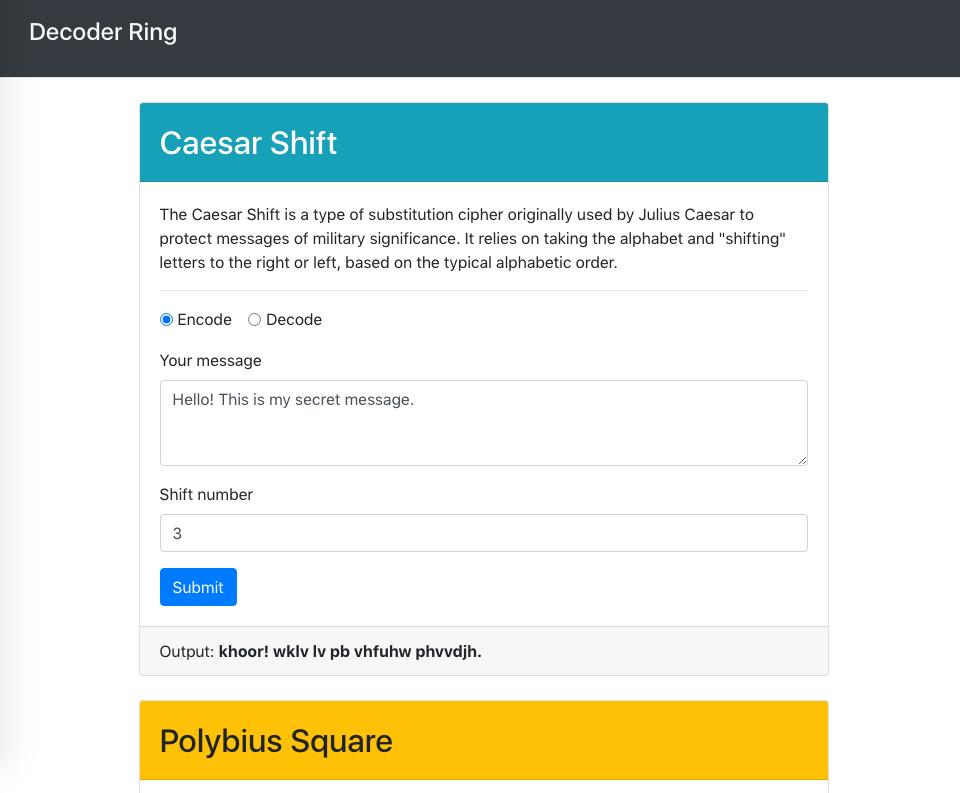 Decoder Ring
Caesar Shift
The Caesar Shift is a type of substitution cipher originally used by Julius Caesar to
protect messages of military significance. It relies on taking the alphabet and "shifting"
letters to the right or left, based on the typical alphabetic order.
Encode Decode
Your message
Hello! This is my secret message.
Shift number
3
Submit
Output: khoor! wklv lv pb vhfuhw phvvdjh.
Polybius Square